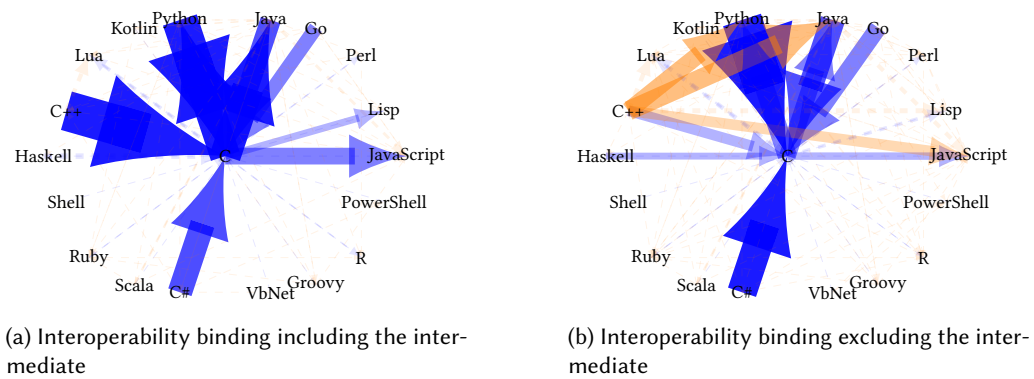 Python
Java
Kotlin
Go
Lua
Perl
C++
Lisp
Haskell
C
JavaScript
Shell
PowerShell
Ruby
R
Scala
C#
VbNet
Groovy
(a) Interoperability binding including the inter-
mediate
Python
Java
Kotlin
Go
Lua
Perl
C++
Lisp
Haskell
C
JavaScript
Shell
PowerShell
Ruby
R
Scala
C#
VbNet
Groovy
(b) Interoperability binding excluding the inter-
mediate